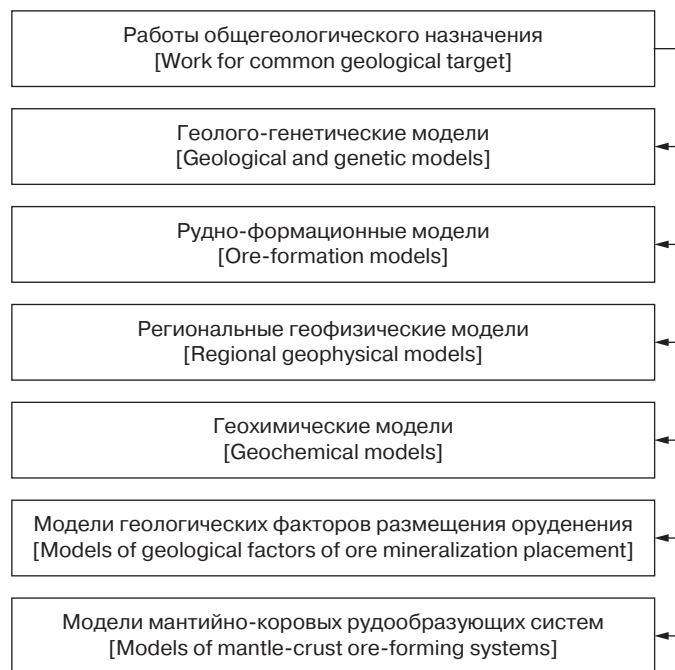 Работы общегеологического назначения
[Work for common geological target]
Геолого-генетические модели
[Geological and genetic models]
Рудно-формационные модели
[Ore-formation models]
Региональные геофизические модели
[Regional geophysical models]
Геохимические модели
[Geochemical models]
Модели геологических факторов размещения оруденения
[Models of geological factors of ore mineralization placement]
Модели мантийно-коровых рудообразующих систем
[Models of mantle-crust ore-forming systems]